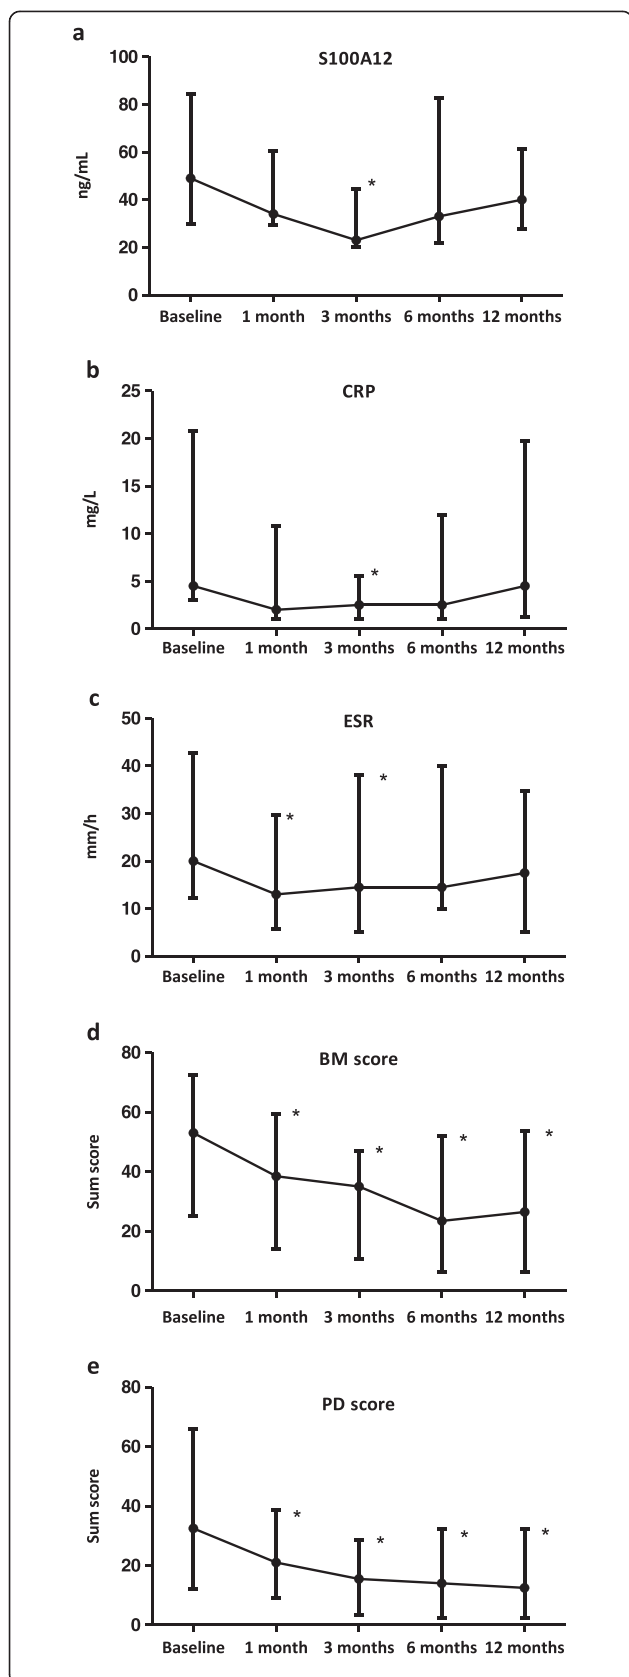 a
S100A12
100
80
60
40
20
0
ng/mL
*
Baseline 1 month 3 months 6 months 12 months
b
CRP
25
20
15
10
5
0
mg/L
*
Baseline 1 month 3 months 6 months 12 months
c
ESR
50
40
30
20
10
0
mm/h
* *
Baseline 1 month 3 months 6 months 12 months
d
BM score
80
60
40
20
0
Sum score
* * * *
Baseline 1 month 3 months 6 months 12 months
e
PD score
80
60
40
20
0
Sum score
* * * *
Baseline 1 month 3 months 6 months 12 months